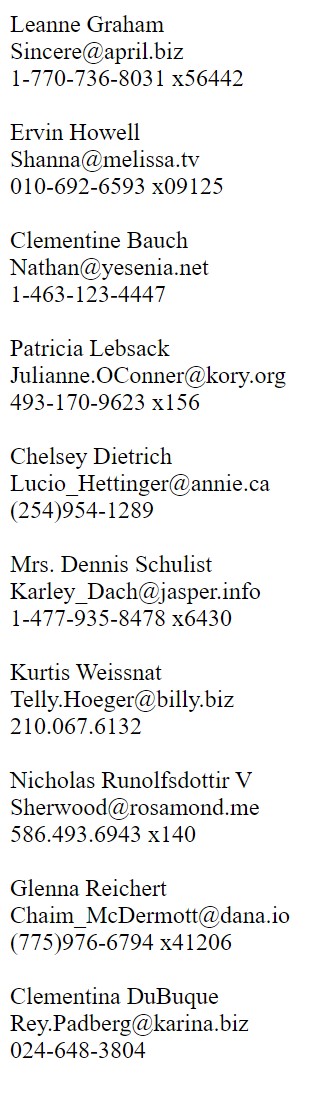 Leanne Graham
Sincere@april.biz
1-770-736-8031 x56442
Ervin Howell
Shanna@melissa.tv
010-692-6593 x09125
Clementine Bauch
Nathan@yesenia.net
1-463-123-4447
Patricia Lebsack
Julianne.OConner@kory.org
493-170-9623 x156
Chelsey Dietrich
Lucio_Hettinger@annie.ca
(254)954-1289
Mrs. Dennis Schulist
Karley_Dach@jasper.info
1-477-935-8478 x6430
Kurtis Weissnat
Telly.Hoeger@billy.biz
210.067.6132
Nicholas Runolfsdottir V
Sherwood@rosamond.me
586.493.6943 x140
Glenna Reichert
Chaim_McDermott@dana.io
(775)976-6794 x41206
Clementina DuBuque
Rey.Padberg@karina.biz
024-648-3804